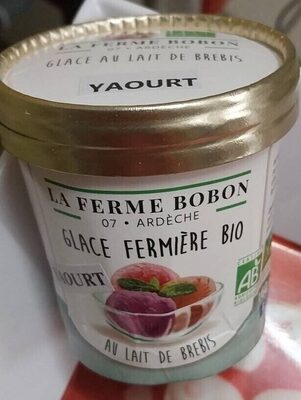 LA FERME BOBON
07 • ARDÈCHE
GLACE AU LAIT DE BREBIS
YAOURT
LA FERME BOBON
07 • ARDÈCHE
GLACE FERMIÈRE BIO
YAOURT
AB
AU LAIT DE BREBIS